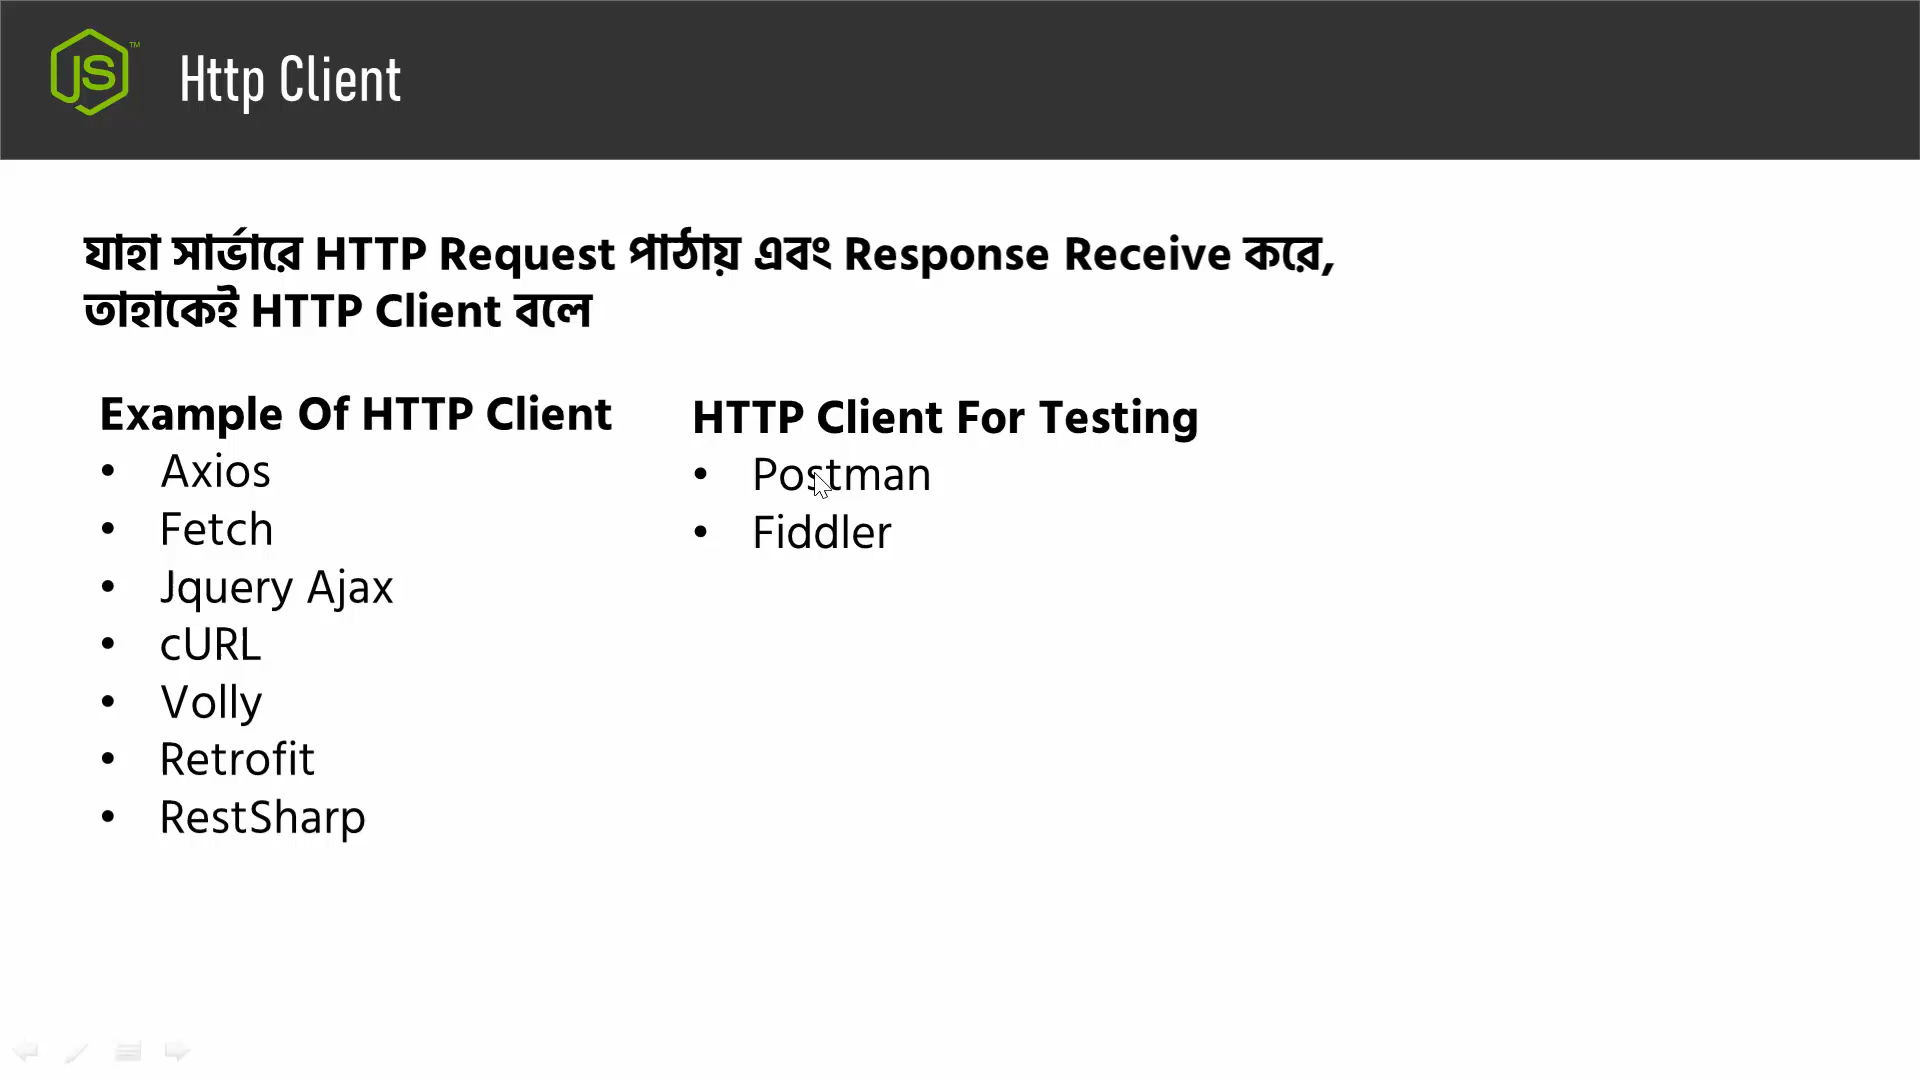 JS™
Http Client
যাহা সার্ভারে HTTP Request পাঠায় এবং Response Receive করে,
তাহাকেই HTTP Client বলে
Example Of HTTP Client
• Axios
• Fetch
• Jquery Ajax
• cURL
• Volly
• Retrofit
• RestSharp
HTTP Client For Testing
• Postman
• Fiddler